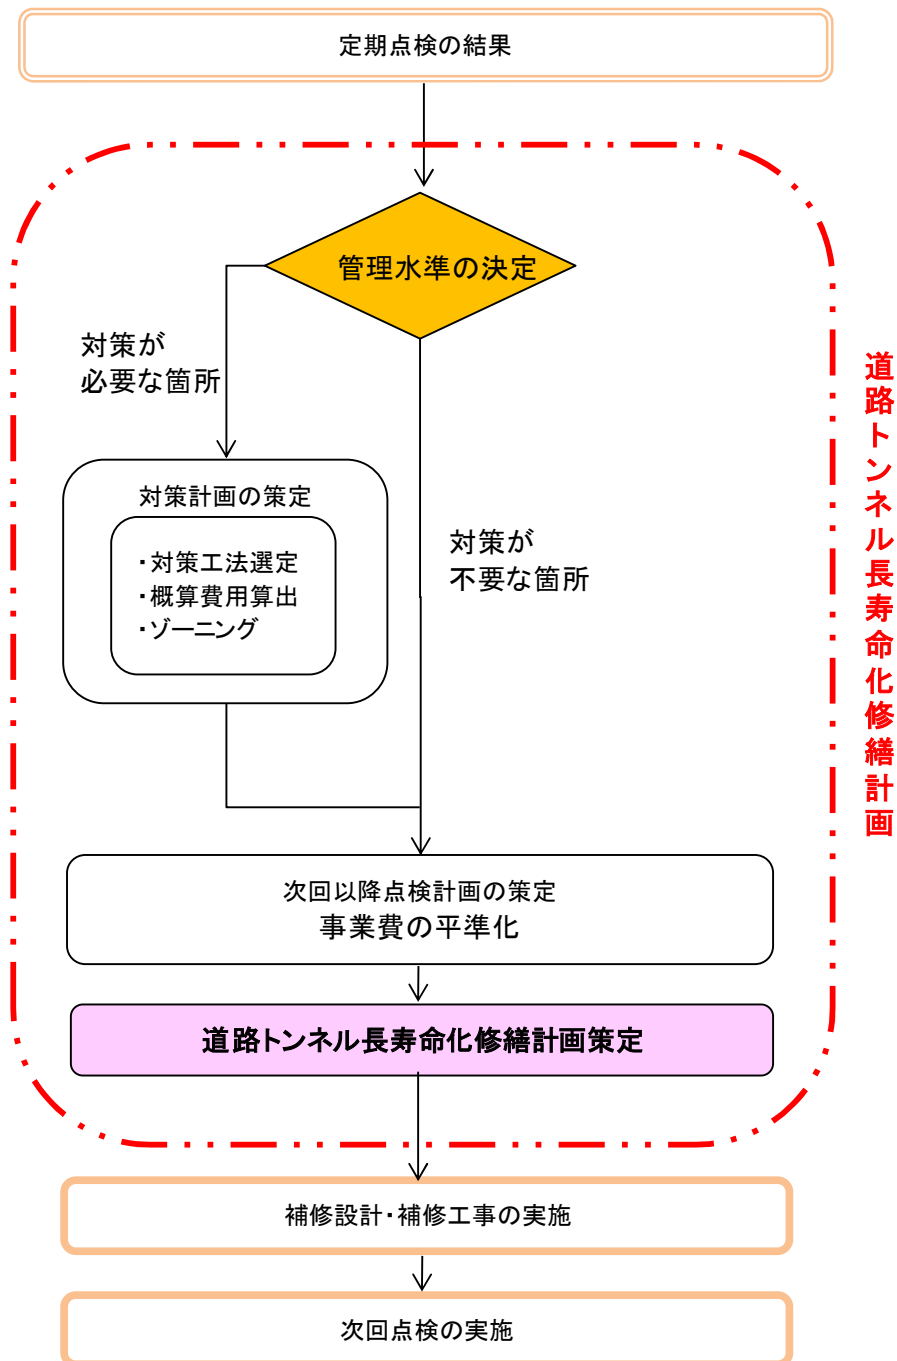 定期点検の結果
管理水準の決定
対策が
必要な箇所
対策計画の策定
・対策工法選定
・概算費用算出
・ゾーニング
対策が
不要な箇所
次回以降点検計画の策定
事業費の平準化
道路トンネル長寿命化修繕計画策定
道路トンネル長寿命化修繕計画
補修設計・補修工事の実施
次回点検の実施